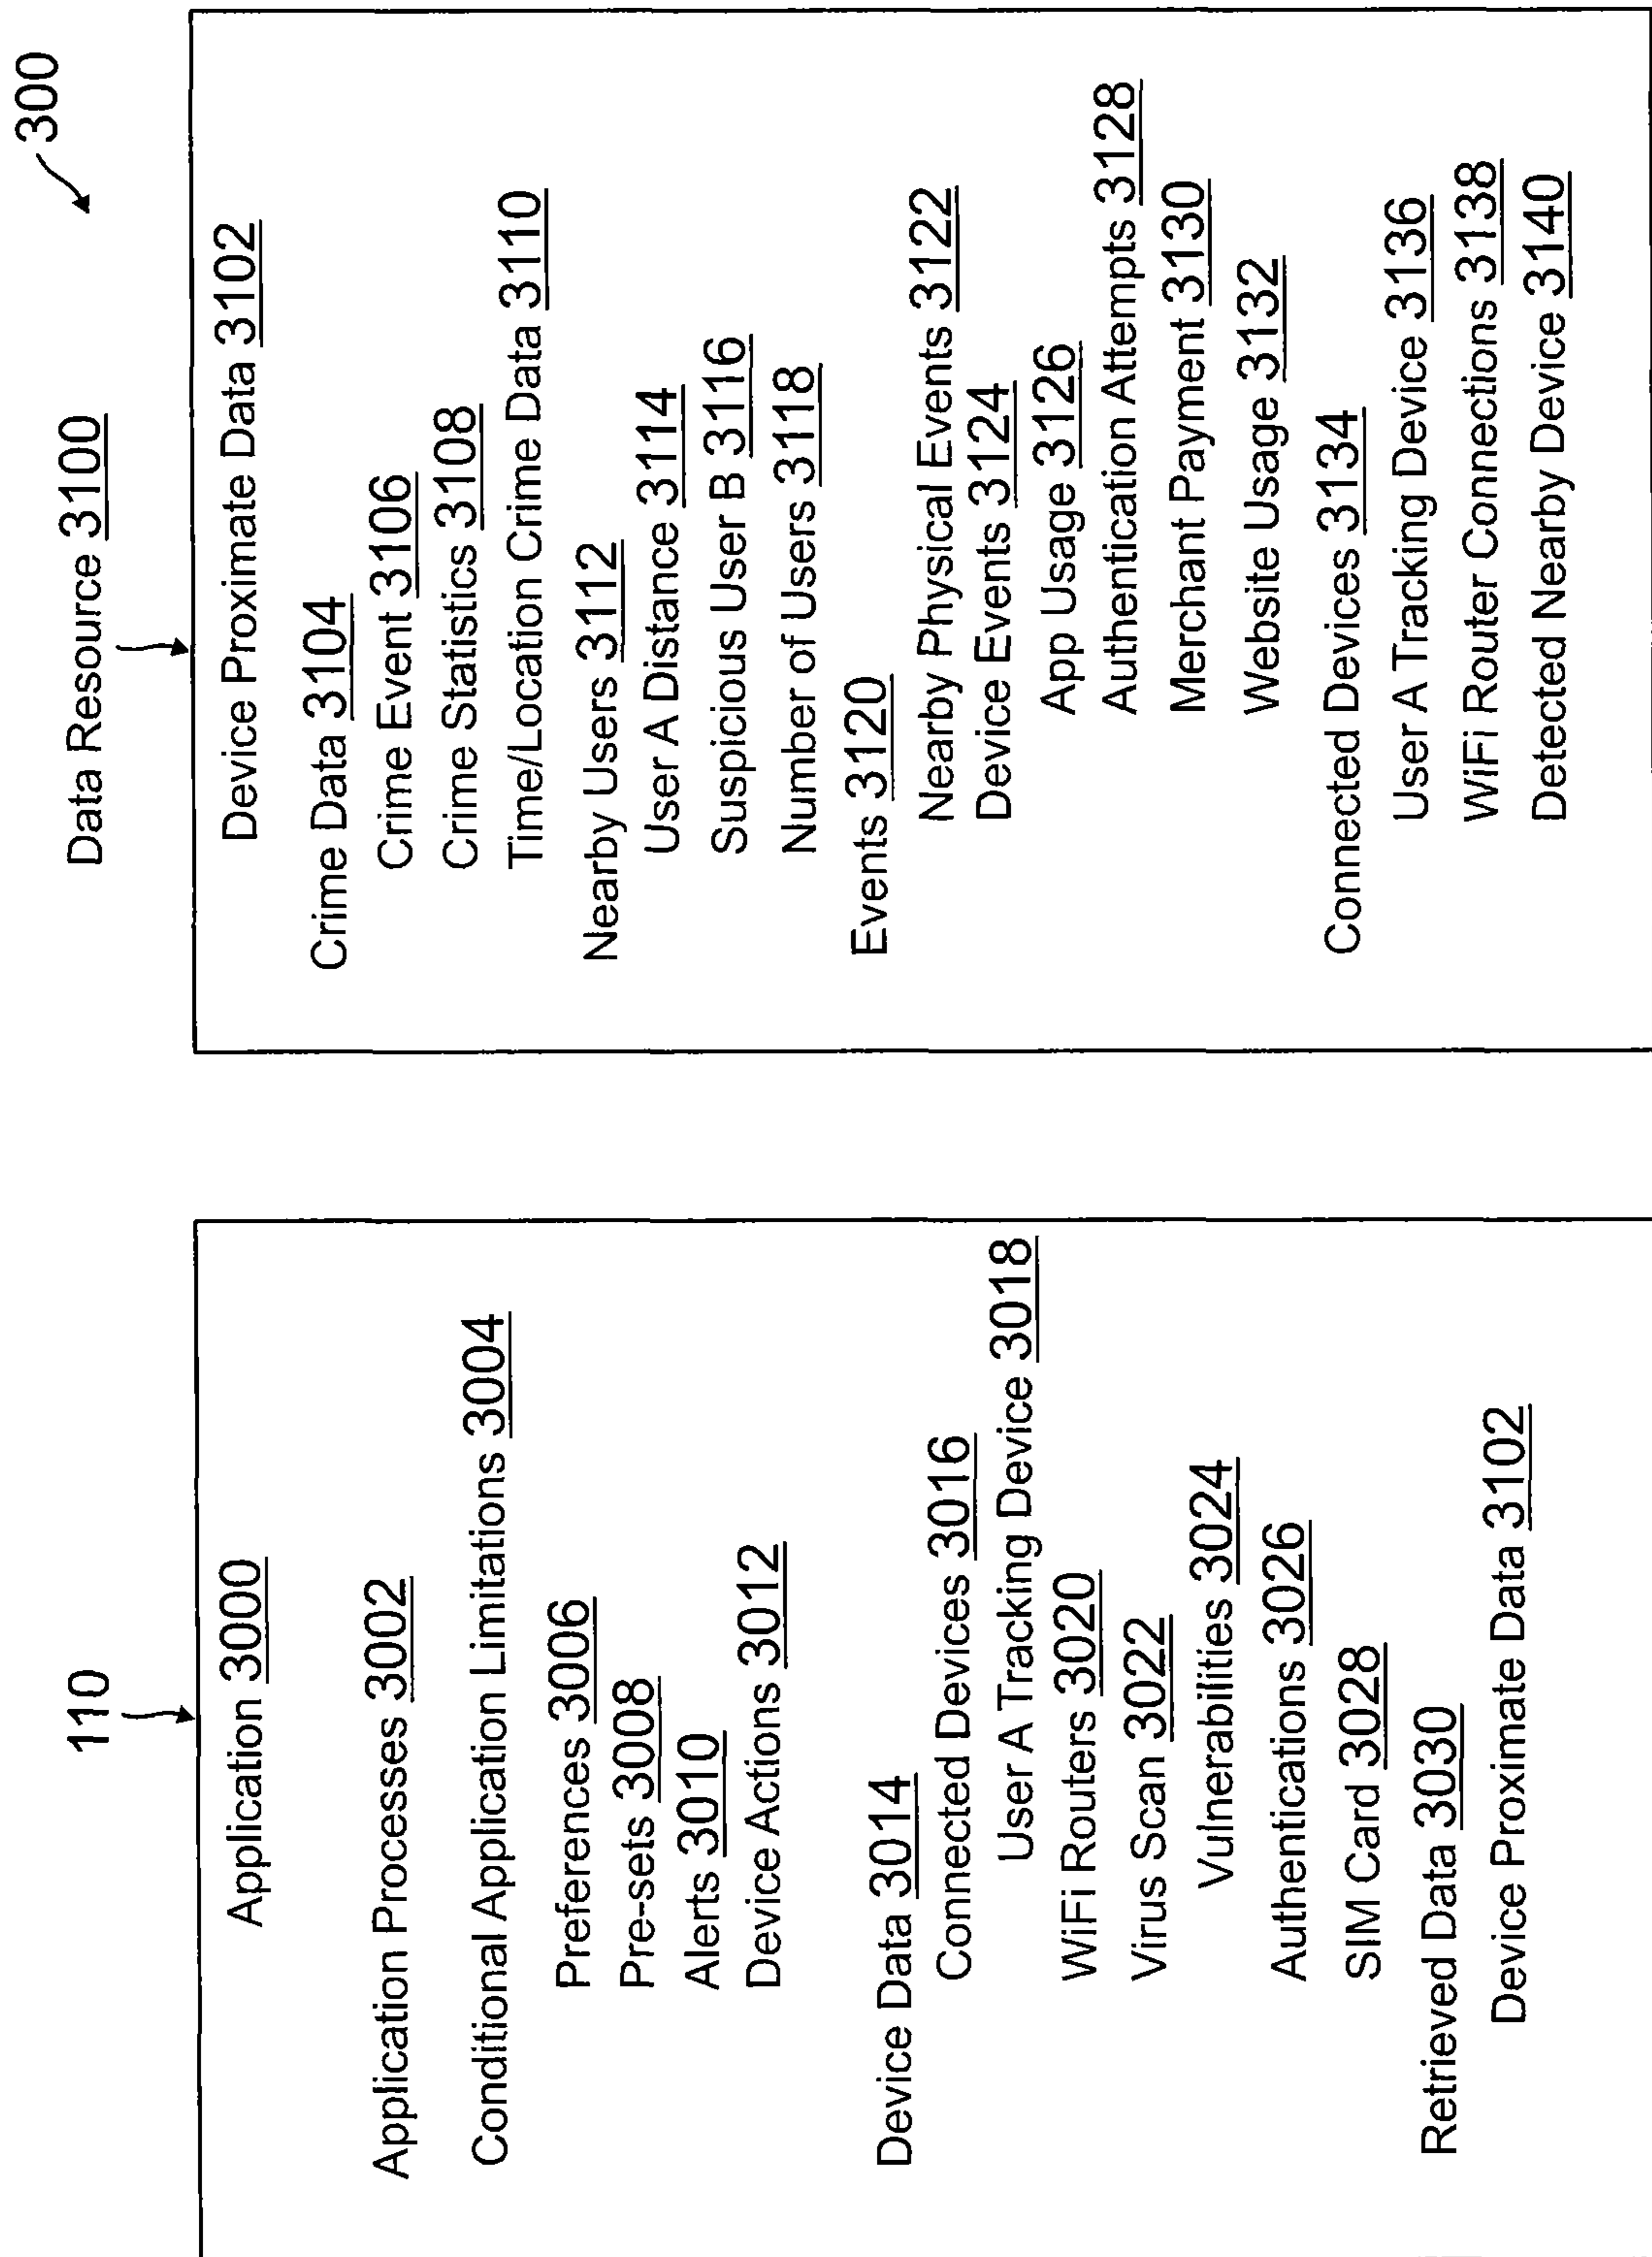 300
110
Application 3000
Application Processes 3002
Conditional Application Limitations 3004
Preferences 3006
Pre-sets 3008
Alerts 3010
Device Actions 3012
Device Data 3014
Connected Devices 3016
User A Tracking Device 3018
WiFi Routers 3020
Virus Scan 3022
Vulnerabilities 3024
Authentications 3026
SIM Card 3028
Retrieved Data 3030
Device Proximate Data 3102
Data Resource 3100
Device Proximate Data 3102
Crime Data 3104
Crime Event 3106
Crime Statistics 3108
Time/Location Crime Data 3110
Nearby Users 3112
User A Distance 3114
Suspicious User B 3116
Number of Users 3118
Events 3120
Nearby Physical Events 3122
Device Events 3124
App Usage 3126
Authentication Attempts 3128
Merchant Payment 3130
Website Usage 3132
Connected Devices 3134
User A Tracking Device 3136
WiFi Router Connections 3138
Detected Nearby Device 3140